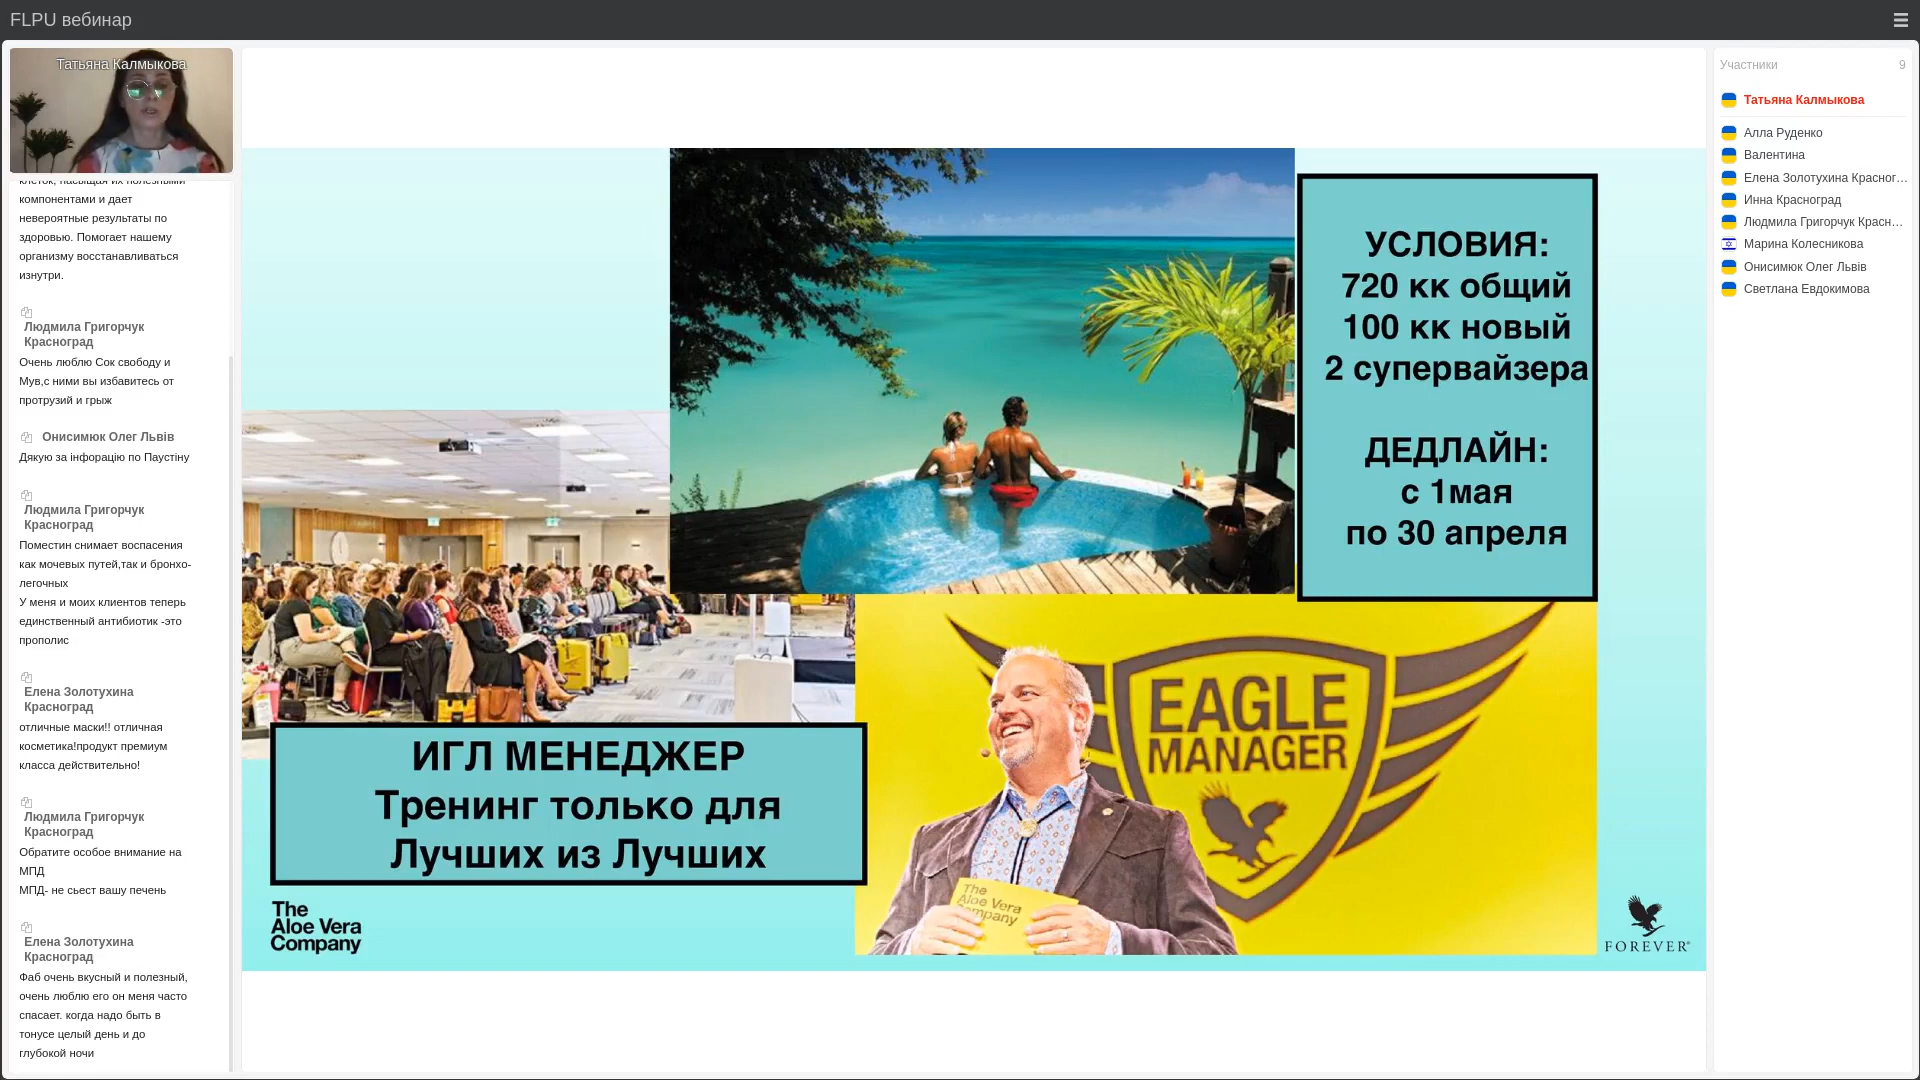 FLPU вебинар
Татьяна Калмыкова
клеток, насыщая их полезными
компонентами и дает
невероятные результаты по
здоровью. Помогает нашему
организму восстанавливаться
изнутри.
Людмила Григорчук
Красноград
Очень люблю Сок свободу и
Мув,с ними вы избавитесь от
протрузий и грыж
Онисимюк Олег Львів
Дякую за інфорацію по Паустіну
Людмила Григорчук
Красноград
Поместин снимает воспасения
как мочевых путей,так и бронхо-
легочных
У меня и моих клиентов теперь
единственный антибиотик -это
прополис
Елена Золотухина
Красноград
отличные маски!! отличная
косметика!продукт премиум
класса действительно!
Людмила Григорчук
Красноград
Обратите особое внимание на
МПД
МПД- не сьест вашу печень
Елена Золотухина
Красноград
Фаб очень вкусный и полезный,
очень люблю его он меня часто
спасает. когда надо быть в
тонусе целый день и до
глубокой ночи
УСЛОВИЯ:
720 кк общий
100 кк новый
2 супервайзера
ДЕДЛАЙН:
с 1мая
по 30 апреля
EAGLE
MANAGER
The
Aloe Vera
Company
ИГЛ МЕНЕДЖЕР
Тренинг только для
Лучших из Лучших
The
Aloe Vera
Company
FOREVER®
Участники 9
Татьяна Калмыкова
Алла Руденко
Валентина
Елена Золотухина Красног…
Инна Красноград
Людмила Григорчук Красн…
Марина Колесникова
Онисимюк Олег Львів
Светлана Евдокимова